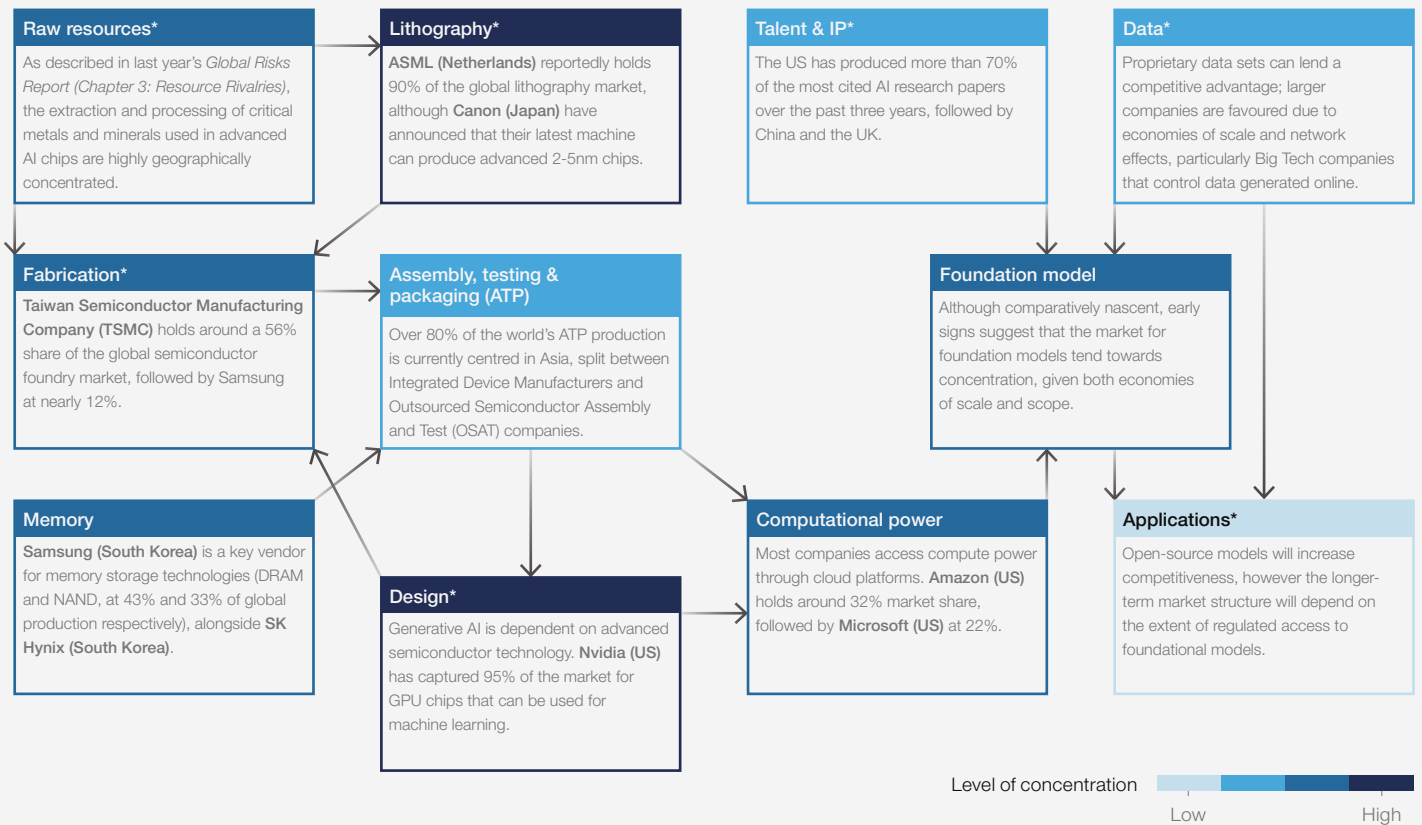 Raw resources*
As described in last year's Global Risks
Report (Chapter 3: Resource Rivalries),
the extraction and processing of critical
metals and minerals used in advanced
AI chips are highly geographically
concentrated.
Lithography*
ASML (Netherlands) reportedly holds
90% of the global lithography market,
although Canon (Japan) have
announced that their latest machine
can produce advanced 2-5nm chips.
Talent & IP*
The US has produced more than 70%
of the most cited AI research papers
over the past three years, followed by
China and the UK.
Data*
Proprietary data sets can lend a
competitive advantage; larger
companies are favoured due to
economies of scale and network
effects, particularly Big Tech companies
that control data generated online.
Fabrication*
Taiwan Semiconductor Manufacturing
Company (TSMC) holds around a 56%
share of the global semiconductor
foundry market, followed by Samsung
at nearly 12%.
Assembly, testing &
packaging (ATP)
Over 80% of the world's ATP production
is currently centred in Asia, split between
Integrated Device Manufacturers and
Outsourced Semiconductor Assembly
and Test (OSAT) companies.
Foundation model
Although comparatively nascent, early
signs suggest that the market for
foundation models tend towards
concentration, given both economies
of scale and scope.
Memory
Samsung (South Korea) is a key vendor
for memory storage technologies (DRAM
and NAND, at 43% and 33% of global
production respectively), alongside SK
Hynix (South Korea).
Design*
Generative AI is dependent on advanced
semiconductor technology. Nvidia (US)
has captured 95% of the market for
GPU chips that can be used for
machine learning.
Computational power
Most companies access compute power
through cloud platforms. Amazon (US)
holds around 32% market share,
followed by Microsoft (US) at 22%.
Applications*
Open-source models will increase
competitiveness, however the longer-
term market structure will depend on
the extent of regulated access to
foundational models.
Level of concentration
Low
High